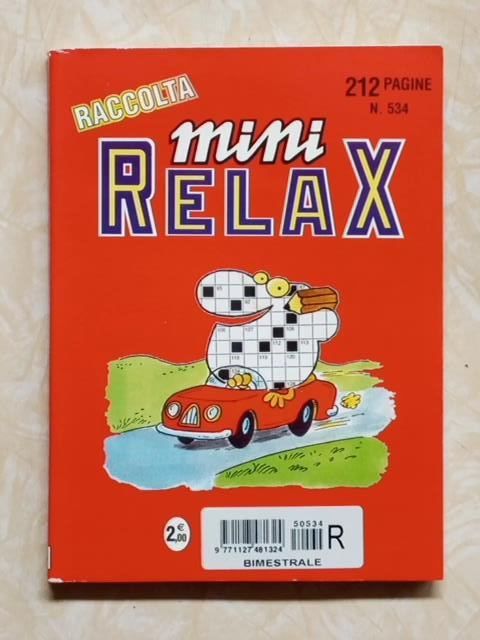 RACCOLTA
212 PAGINE
N. 534
mini
RELAX
€
2,00
50534
9 771127 481324
R
BIMESTRALE